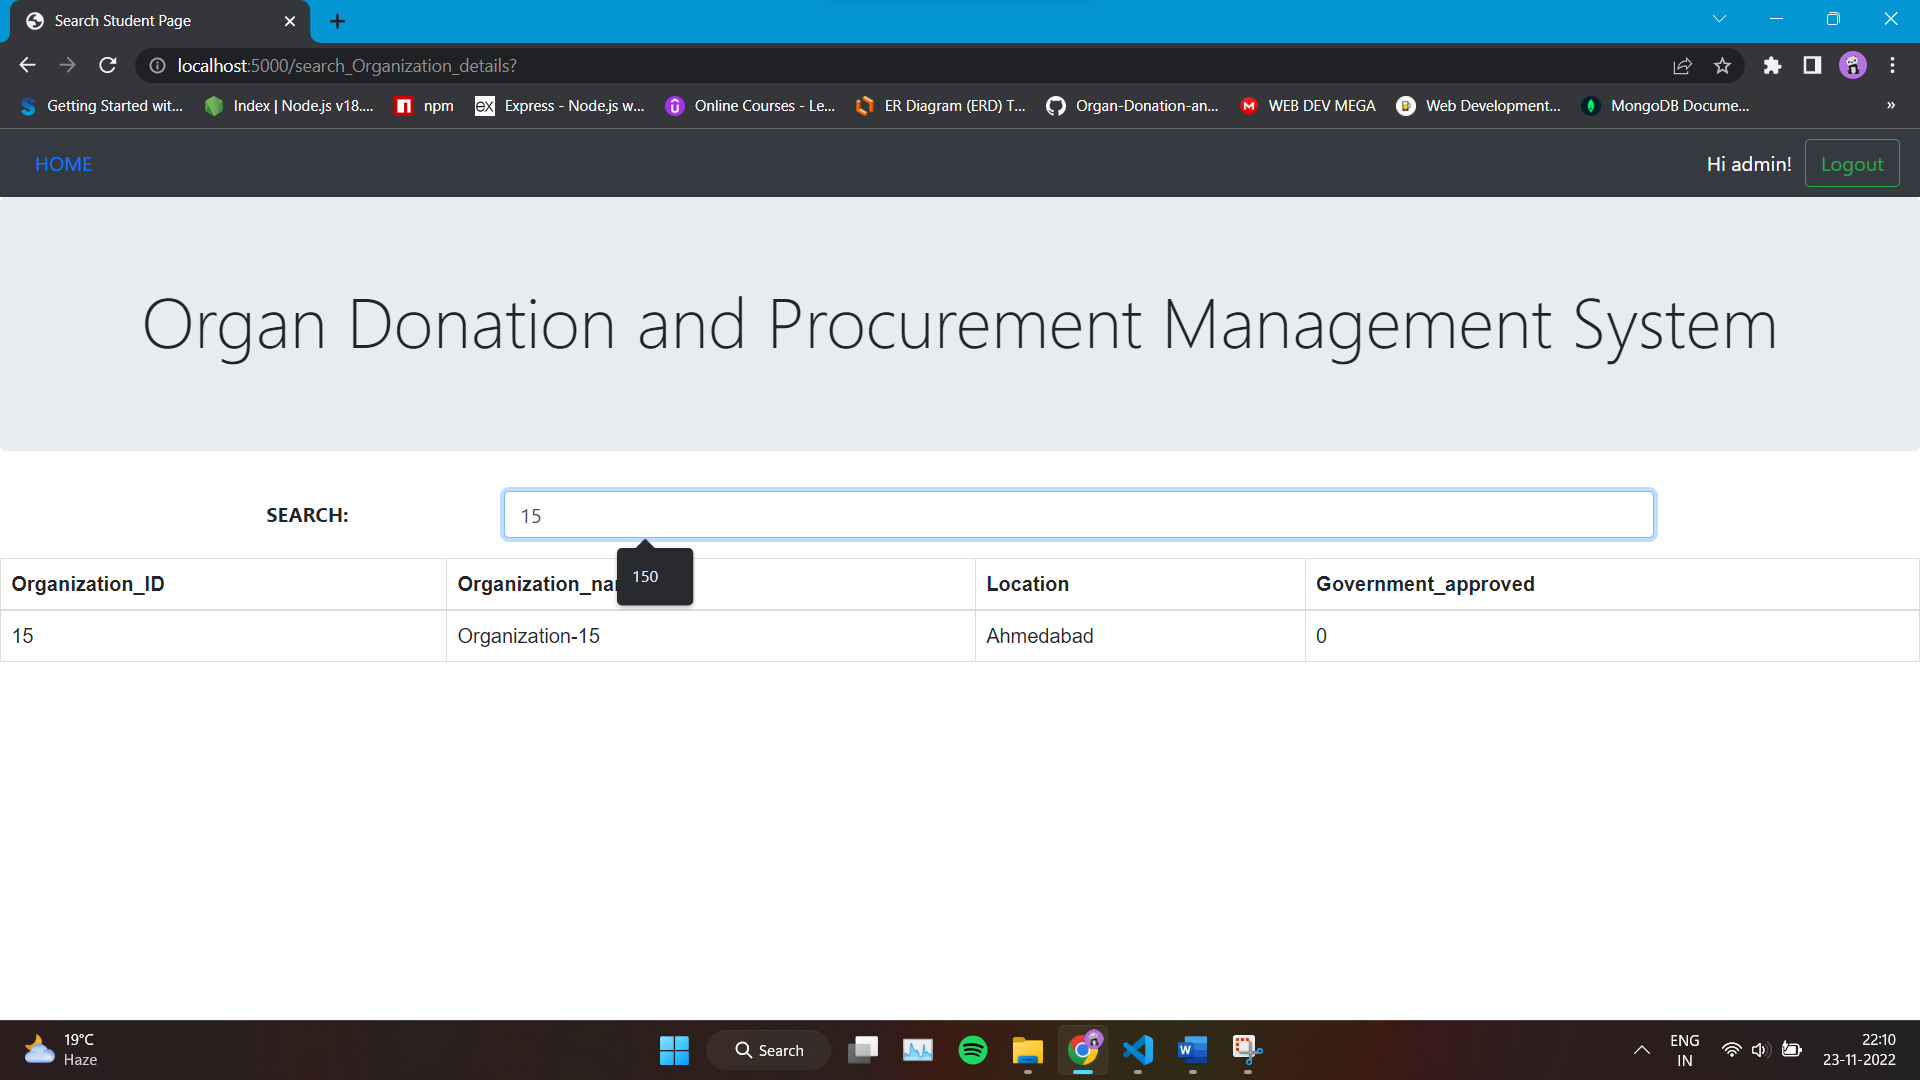 Search Student Page
localhost:5000/search_Organization_details?
Getting Started wit... Index | Node.js v18.... npm EX Express - Node.js w... Online Courses - Le... ER Diagram (ERD) T... Organ-Donation-an... WEB DEV MEGA Web Development... MongoDB Docume... »
HOME Hi admin! Logout
Organ Donation and Procurement Management System
SEARCH: 15
150
Organization_ID Organization_na Location Government_approved
15 Organization-15 Ahmedabad 0
19°C
Haze
Search
ENG
IN
22:10
23-11-2022